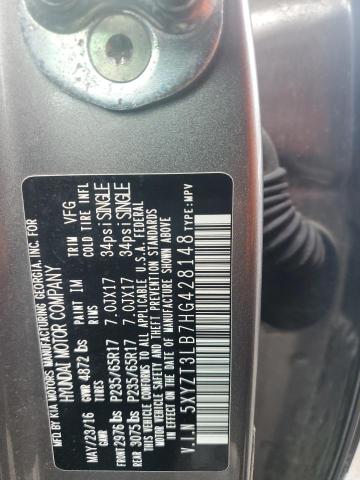 MFD BY KIA MOTORS MANUFACTURING GEORGIA, INC. FOR
HYUNDAI MOTOR COMPANY
MAY/23/16 GVWR 4872 lbs PAINT IM TRIM VFG
GAWR TIRES RIMS COLD TIRE
FRONT 2976 lbs P235/65R17 7.0JX17 34psi SINGLE
REAR 3075 lbs P235/65R17 7.0JX17 34psi SINGLE
THIS VEHICLE CONFORMS TO ALL APPLICABLE U.S.A. FEDERAL
MOTOR VEHICLE SAFETY, BUMPER, AND THEFT PREVENTION STANDARDS
IN EFFECT ON THE DATE OF MANUFACTURE SHOWN ABOVE.
V.I.N 5XYZT3LB7HG428148 TYPE:MPV